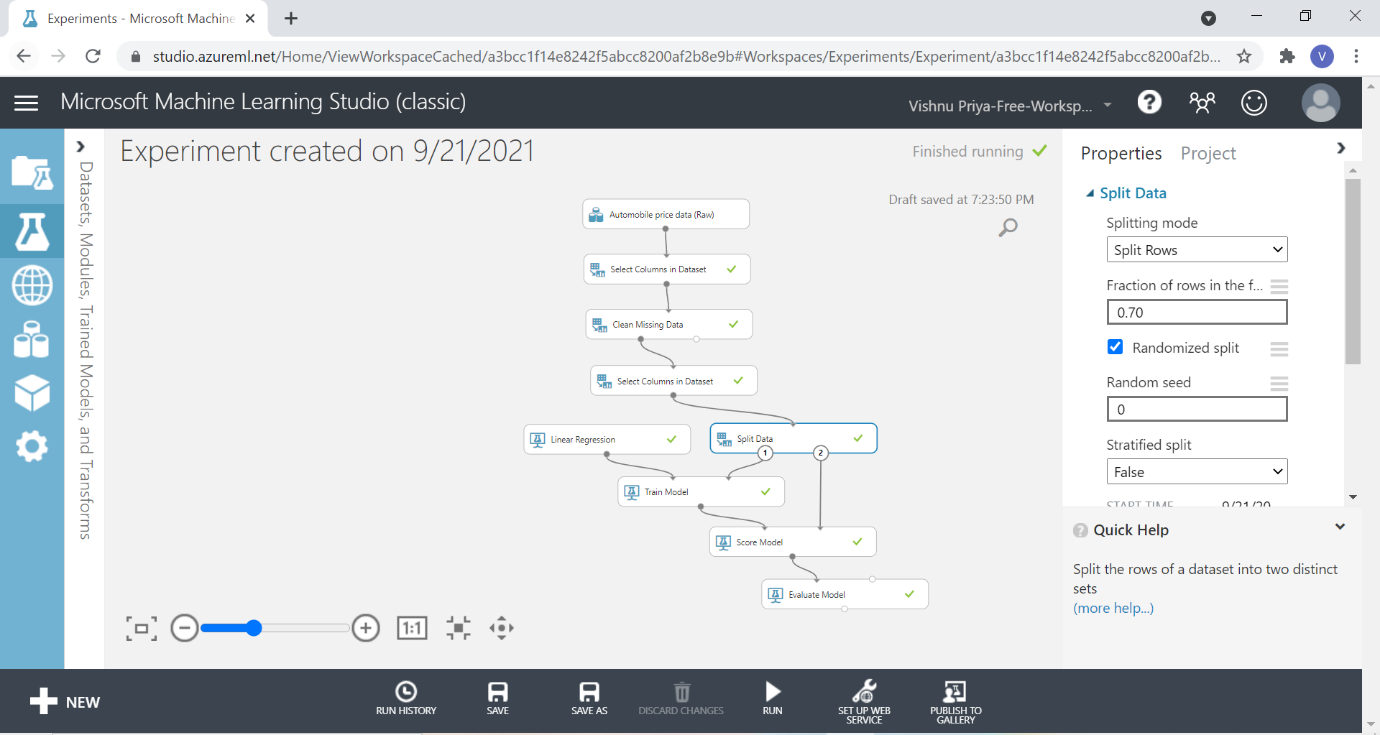 Experiments - Microsoft Machine
studio.azureml.net/Home/ViewWorkspaceCached/a3bcc1f14e8242f5abcc8200af2b8e9b#Workspaces/Experiments/Experiment/a3bcc1f14e8242f5abcc8200af2b...
V
Microsoft Machine Learning Studio (classic)
Vishnu Priya-Free-Worksp...
Datasets, Modules, Trained Models, and Transforms
Experiment created on 9/21/2021
Finished running
Draft saved at 7:23:50 PM
Automobile price data (Raw)
Select Columns in Dataset
Clean Missing Data
Select Columns in Dataset
Linear Regression
Split Data
1
2
Train Model
Score Model
Evaluate Model
1:1
Properties
Project
Split Data
Splitting mode
Split Rows
Fraction of rows in the f...
0.70
Randomized split
Random seed
0
Stratified split
False
START TIME
9/21/20
Quick Help
Split the rows of a dataset into two distinct
sets
(more help...)
NEW
RUN HISTORY
SAVE
SAVE AS
DISCARD CHANGES
RUN
SET UP WEB
SERVICE
PUBLISH TO
GALLERY